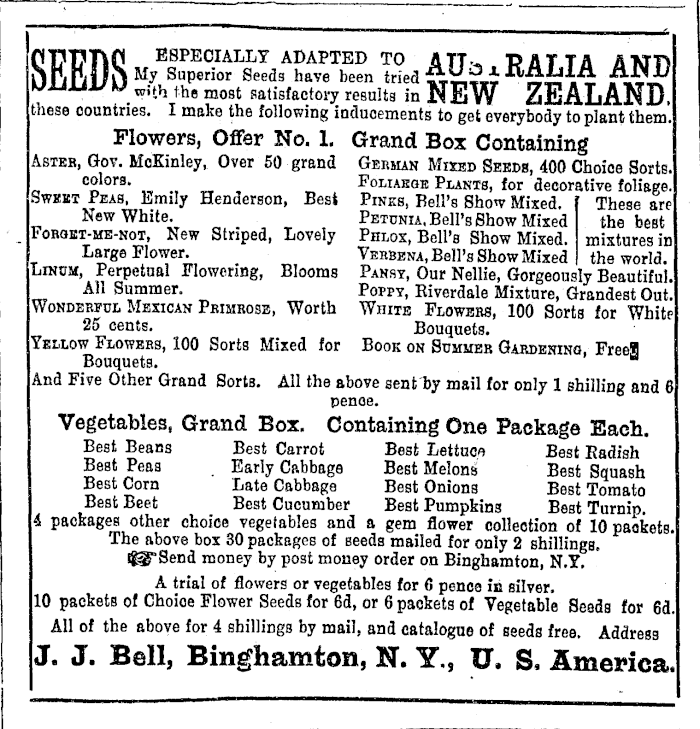 SEEDS ESPECIALLY ADAPTED TO AUSTRALIA AND
My Superior Seeds have been tried
with the most satisfactory results in NEW ZEALAND,
these countries. I make the following inducements to get everybody to plant them.
Flowers, Offer No. 1. Grand Box Containing
ASTER, Gov. McKinley, Over 50 grand
colors.
SWEET PEAS, Emily Henderson, Best
New White.
FORGET-ME-NOT, New Striped, Lovely
Large Flower.
LINUM, Perpetual Flowering, Blooms
All Summer.
WONDERFUL MEXICAN PRIMROSE, Worth
25 cents.
YELLOW FLOWERS, 100 Sorts Mixed for
Bouquets.
GERMAN MIXED SEEDS, 400 Choice Sorts.
FOLIAEGE PLANTS, for decorative foliage.
PINKS, Bell's Show Mixed.
PETUNIA, Bell's Show Mixed
PHLOX, Bell's Show Mixed.
VERBENA, Bell's Show Mixed
These are
the best
mixtures in
the world.
PANSY, Our Nellie, Gorgeously Beautiful.
POPPY, Riverdale Mixture, Grandest Out.
WHITE FLOWERS, 100 Sorts for White
Bouquets.
BOOK ON SUMMER GARDENING, Free
And Five Other Grand Sorts. All the above sent by mail for only 1 shilling and 6
pence.
Vegetables, Grand Box. Containing One Package Each.
Best Beans Best Carrot Best Lettuce Best Radish
Best Peas Early Cabbage Best Melons Best Squash
Best Corn Late Cabbage Best Onions Best Tomato
Best Beet Best Cucumber Best Pumpkins Best Turnip.
4 packages other choice vegetables and a gem flower collection of 10 packets.
The above box 30 packages of seeds mailed for only 2 shillings.
☞Send money by post money order on Binghamton, N.Y.
A trial of flowers or vegetables for 6 pence in silver.
10 packets of Choice Flower Seeds for 6d, or 6 packets of Vegetable Seeds for 6d.
All of the above for 4 shillings by mail, and catalogue of seeds free. Address
J. J. Bell, Binghamton, N. Y., U. S. America.